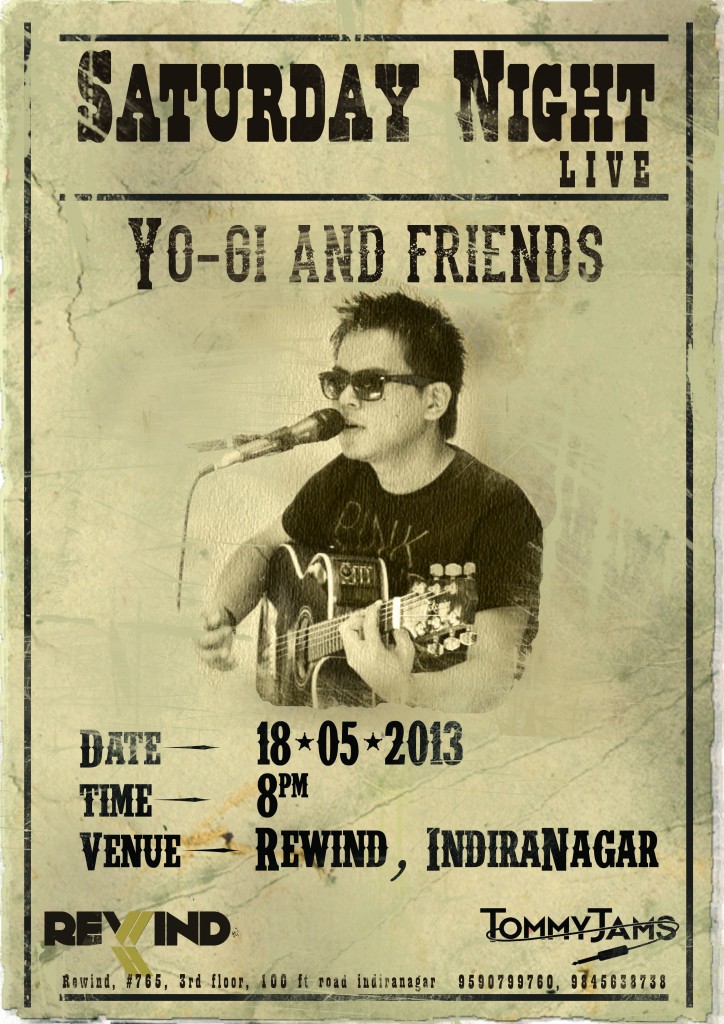 SATURDAY NIGHT
LIVE
YO-GI AND FRIENDS
PINK
DATE 18★05★2013
TIME 8PM
VENUE REWIND, INDIRANAGAR
REWIND
TOMMYJAMS
Rewind, #765, 3rd floor, 100 ft road indiranagar 9590799760, 9845638738